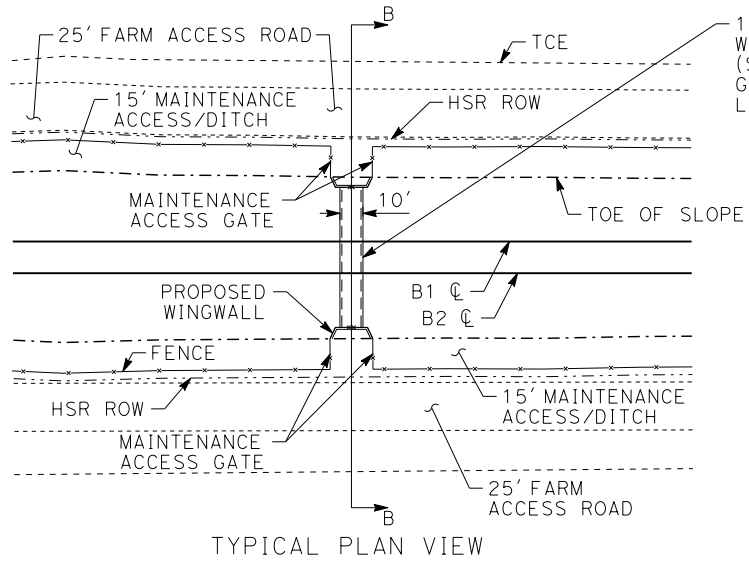 B
25' FARM ACCESS ROAD
TCE
1
W
(S
G
L
15' MAINTENANCE
ACCESS/DITCH
HSR ROW
MAINTENANCE
ACCESS GATE
10'
TOE OF SLOPE
PROPOSED
WINGWALL
B1 ℄
B2 ℄
FENCE
HSR ROW
15' MAINTENANCE
ACCESS/DITCH
MAINTENANCE
ACCESS GATE
25' FARM
ACCESS ROAD
B
TYPICAL PLAN VIEW